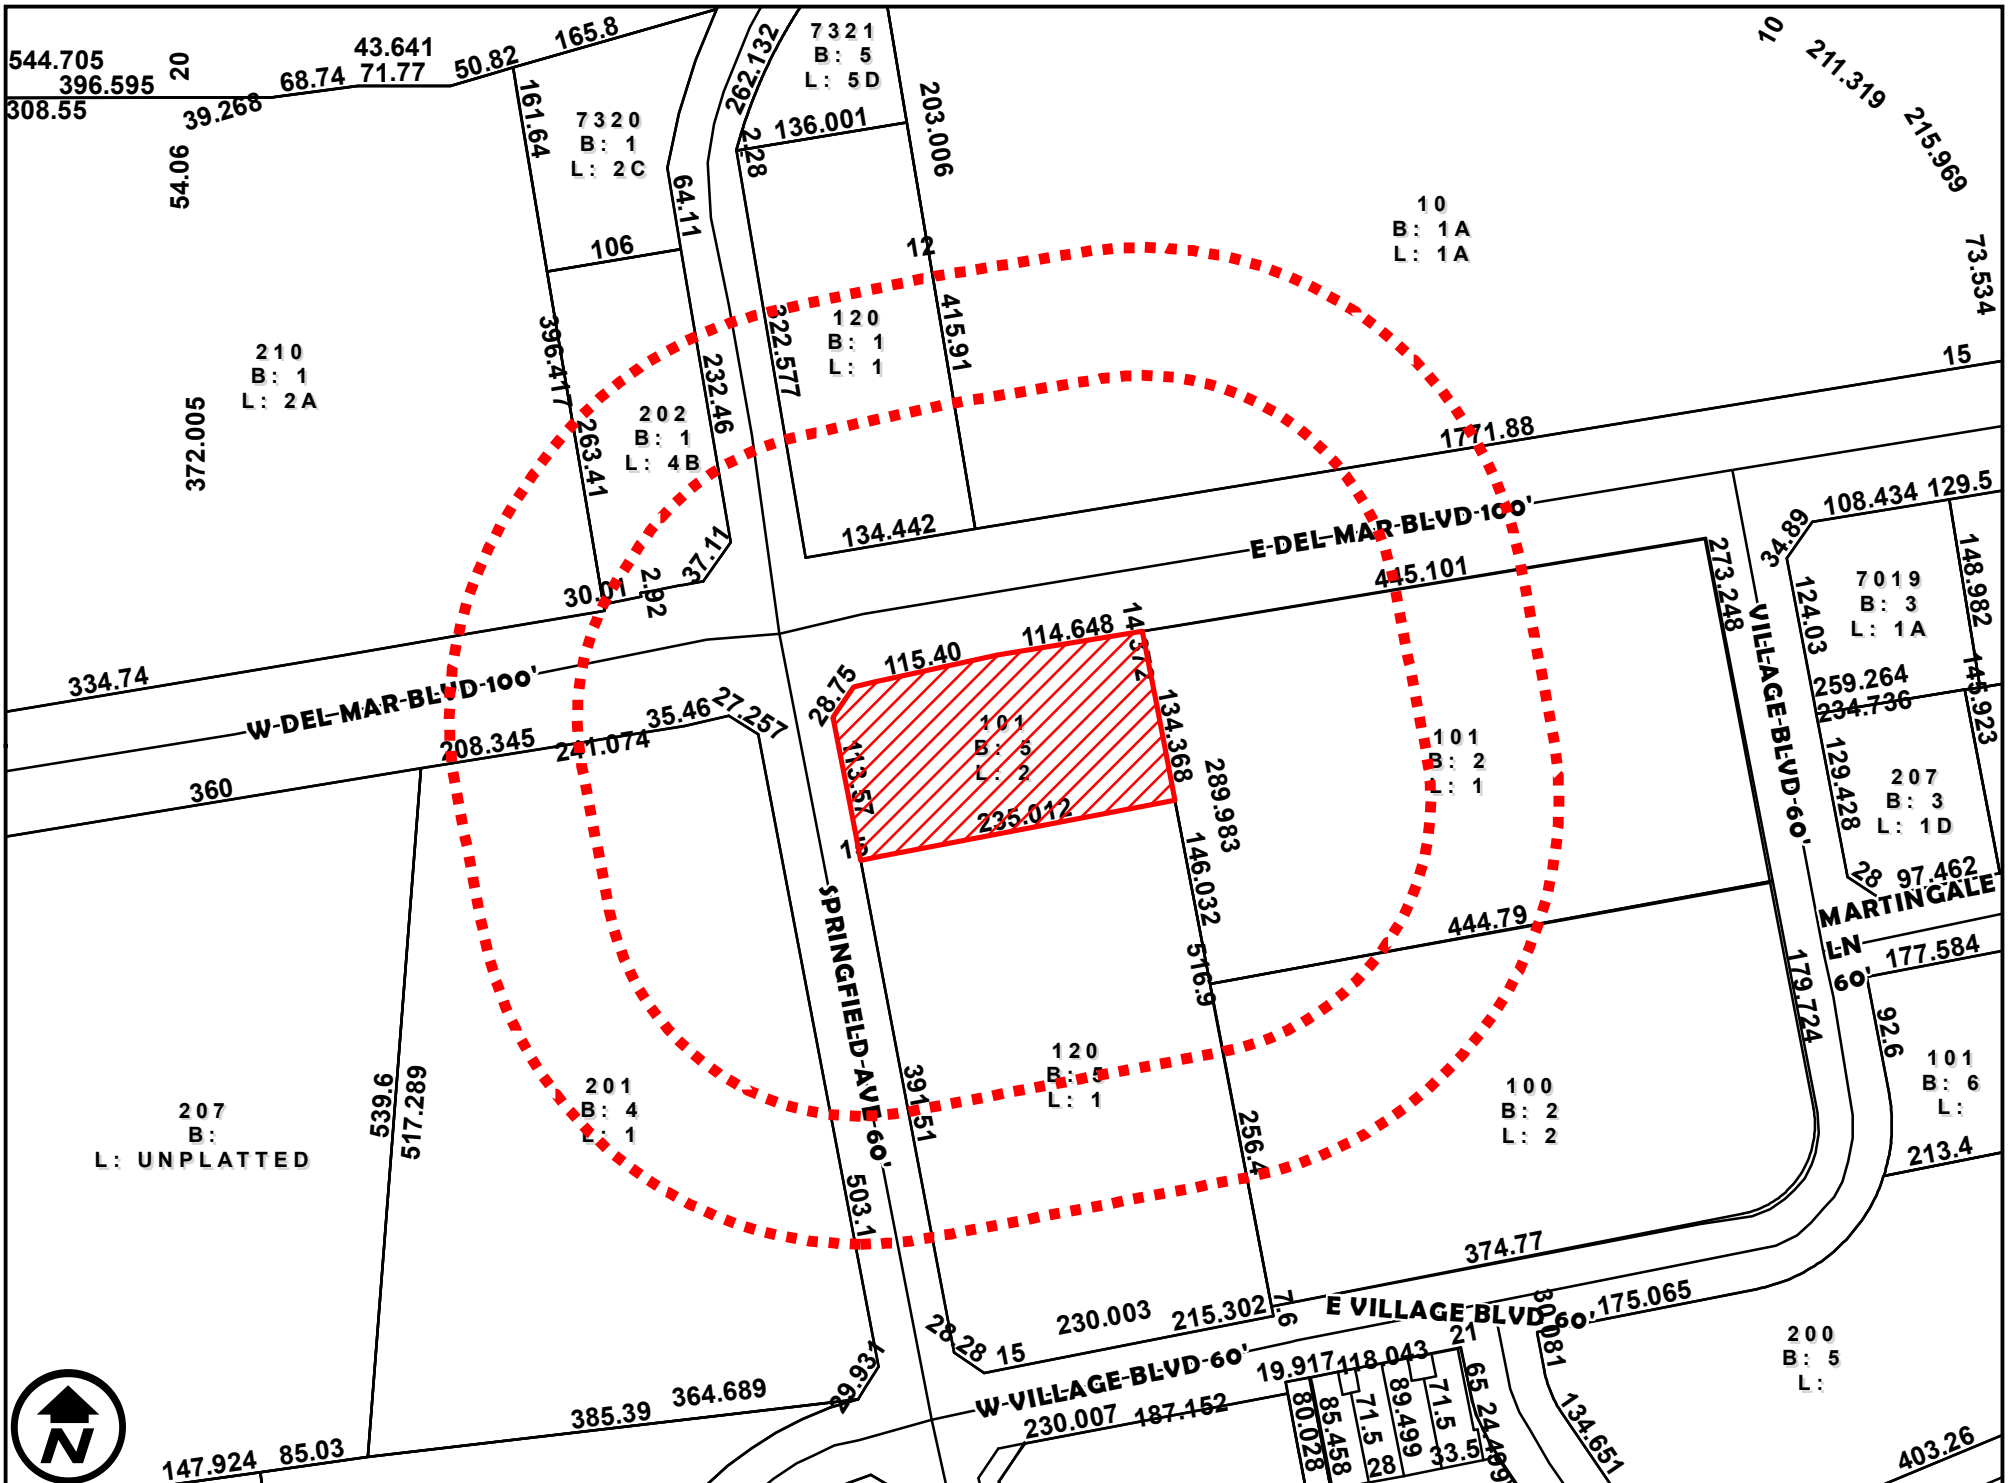 544.705
20
43.641
165.8
396.595
68.74
71.77
50.82
308.55
39.268
54.06
161.64
7320
B: 1
L: 2C
262.132
7321
B: 5
L: 5D
2.28
136.001
203.006
10
211.319
215.969
10
B: 1A
L: 1A
73.534
64.11
106
12
210
B: 1
L: 2A
372.005
396.417
263.41
202
B: 1
L: 4B
232.46
322.577
120
B: 1
L: 1
415.91
15
1771.88
37.11
30.01
2.92
134.442
E DEL MAR BLVD 100'
445.101
108.434
129.5
34.89
7019
B: 3
L: 1A
148.982
124.03
273.248
VILLAGE BLVD 60'
334.74
W DEL MAR BLVD 100'
360
208.345
241.074
35.46
27.257
28.75
115.40
114.648
14.372
134.368
101
B: 5
L: 2
113.57
235.012
15
289.983
146.032
516.9
101
B: 2
L: 1
259.264
234.736
145.923
129.428
207
B: 3
L: 1D
28
97.462
MARTINGALE
LN
60'
177.584
444.79
179.724
92.6
101
B: 6
L:
213.4
SPRINGFIELD AVE 60'
207
B:
L: UNPLATTED
539.6
517.289
201
B: 4
L: 1
391.51
503.1
120
B: 5
L: 1
256.4
100
B: 2
L: 2
374.77
7.6
E VILLAGE BLVD 60'
30.081
175.065
200
B: 5
L:
230.003
215.302
28.28
15
29.931
364.689
385.39
85.03
147.924
N
W VILLAGE BLVD 60'
230.007
187.152
19.917
118.043
21
80.028
85.458
71.5
28
89.499
71.5
33.5
65
24.499
134.651
403.26